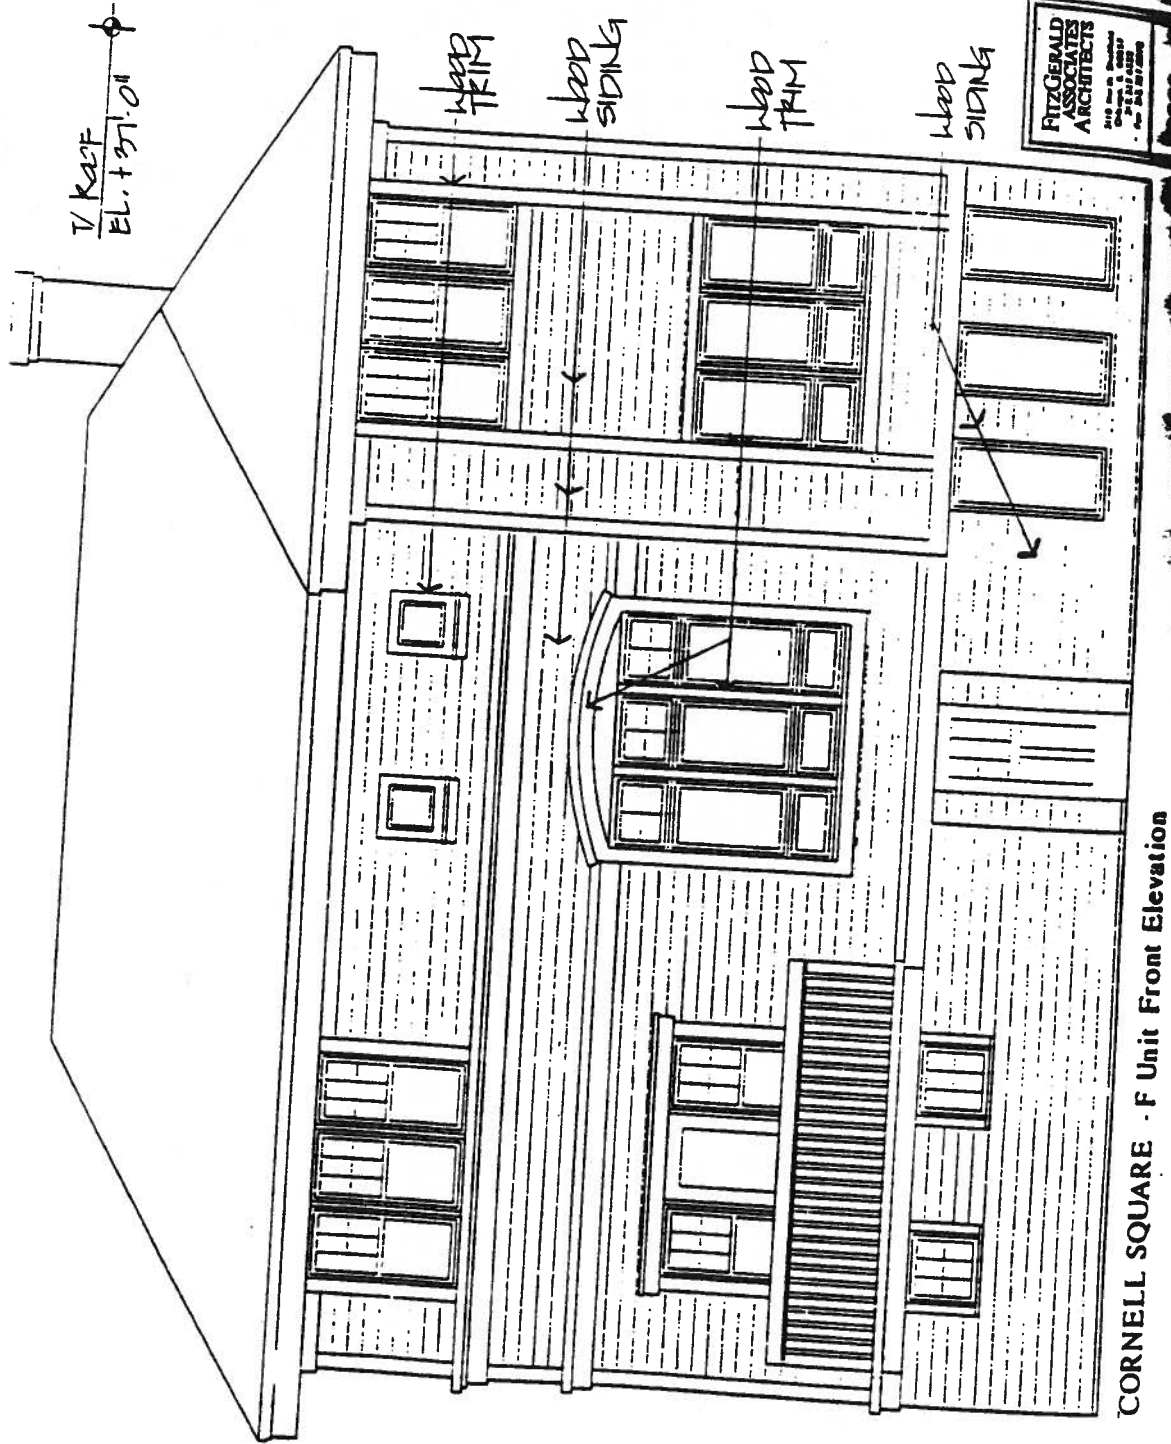 T/ ROOF
EL. +37'-0"
WOOD
TRIM
WOOD
SIDING
WOOD
TRIM
WOOD
SIDING
FITZGERALD
ASSOCIATES
ARCHITECTS
CORNELL SQUARE - F Unit Front Elevation